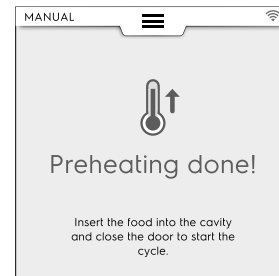 MANUAL
Preheating done!
Insert the food into the cavity
and close the door to start the
cycle.